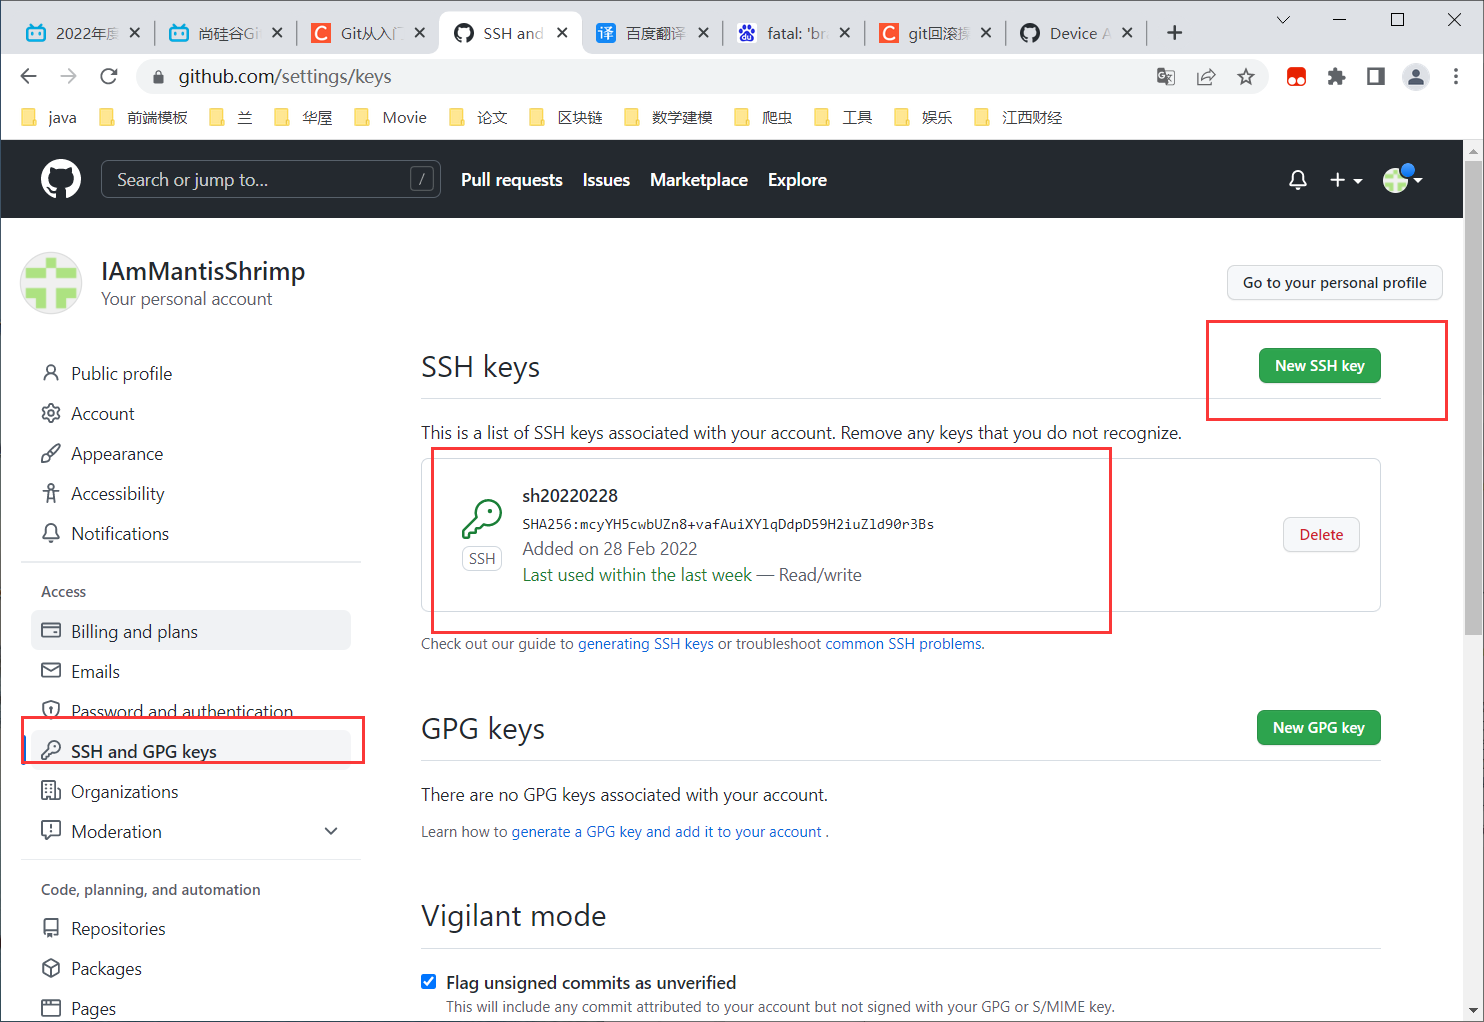 2022年度
尚硅谷Gi
Git从入门
SSH and
百度翻译
fatal: 'br
git回滚操
Device A
github.com/settings/keys
java
前端模板
兰
华屋
Movie
论文
区块链
数学建模
爬虫
工具
娱乐
江西财经
Search or jump to...
/
Pull requests
Issues
Marketplace
Explore
IAmMantisShrimp
Your personal account
Go to your personal profile
Public profile
Account
Appearance
Accessibility
Notifications
Access
Billing and plans
Emails
Password and authentication
SSH and GPG keys
Organizations
Moderation
Code, planning, and automation
Repositories
Packages
Pages
SSH keys
New SSH key
This is a list of SSH keys associated with your account. Remove any keys that you do not recognize.
sh20220228
SHA256:mcyYH5cwbUZn8+vafAuiXYlqDdpD59H2iuZld90r3Bs
Added on 28 Feb 2022
Last used within the last week — Read/write
SSH
Delete
Check out our guide to generating SSH keys or troubleshoot common SSH problems.
GPG keys
New GPG key
There are no GPG keys associated with your account.
Learn how to generate a GPG key and add it to your account .
Vigilant mode
Flag unsigned commits as unverified
This will include any commit attributed to your account but not signed with your GPG or S/MIME key.